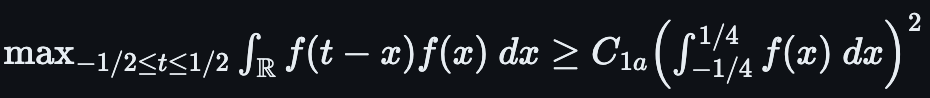 max_{-1/2≤t≤1/2} ∫_ℝ f(t − x)f(x) dx ≥ C_{1a}(∫_{-1/4}^{1/4} f(x) dx)^2